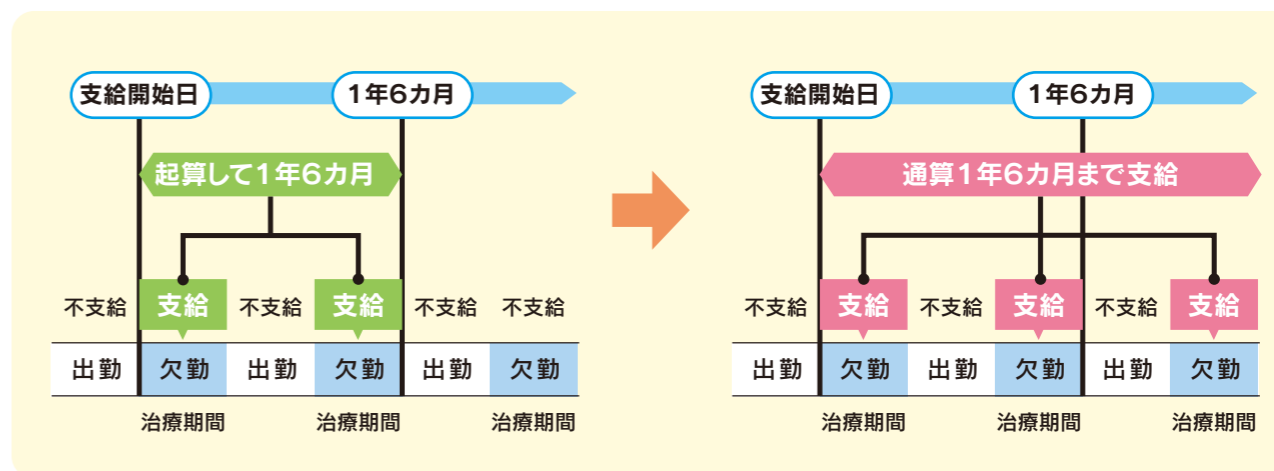 支給開始日
1年6カ月
起算して1年6カ月
不支給 支給 不支給 支給 不支給 不支給
出勤 欠勤 出勤 欠勤 出勤 欠勤
治療期間 治療期間 治療期間
支給開始日
1年6カ月
通算1年6カ月まで支給
不支給 支給 不支給 支給 不支給 支給
出勤 欠勤 出勤 欠勤 出勤 欠勤
治療期間 治療期間 治療期間